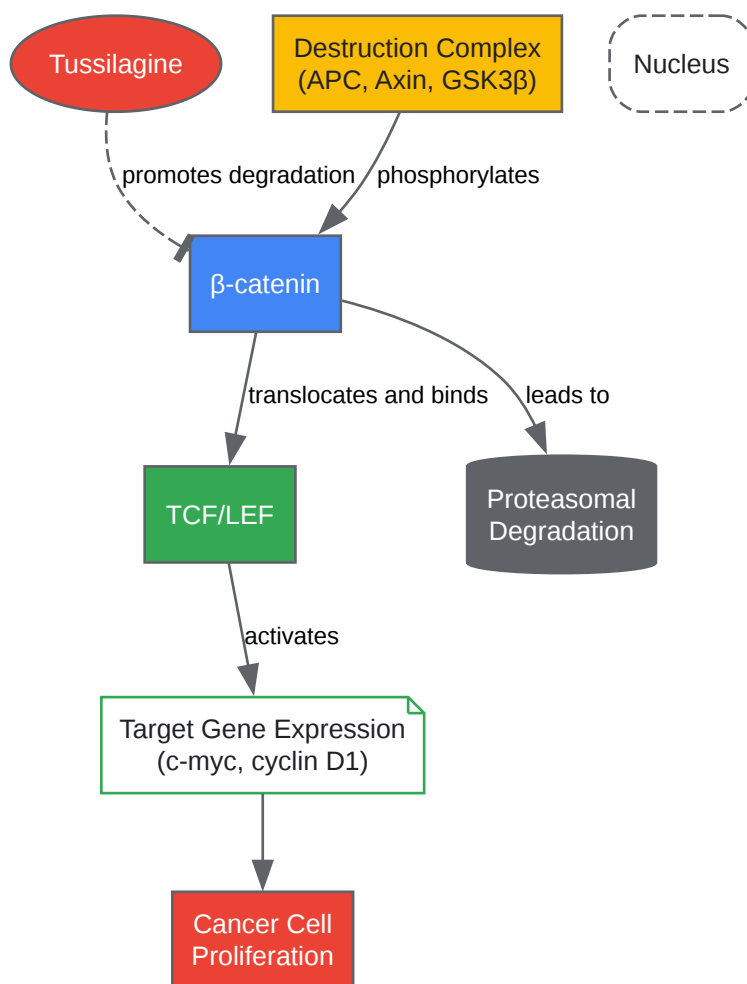 Tussilagine
Destruction Complex
(APC, Axin, GSK3β)
Nucleus
promotes degradation
phosphorylates
β-catenin
translocates and binds
leads to
TCF/LEF
Proteasomal
Degradation
activates
Target Gene Expression
(c-myc, cyclin D1)
Cancer Cell
Proliferation